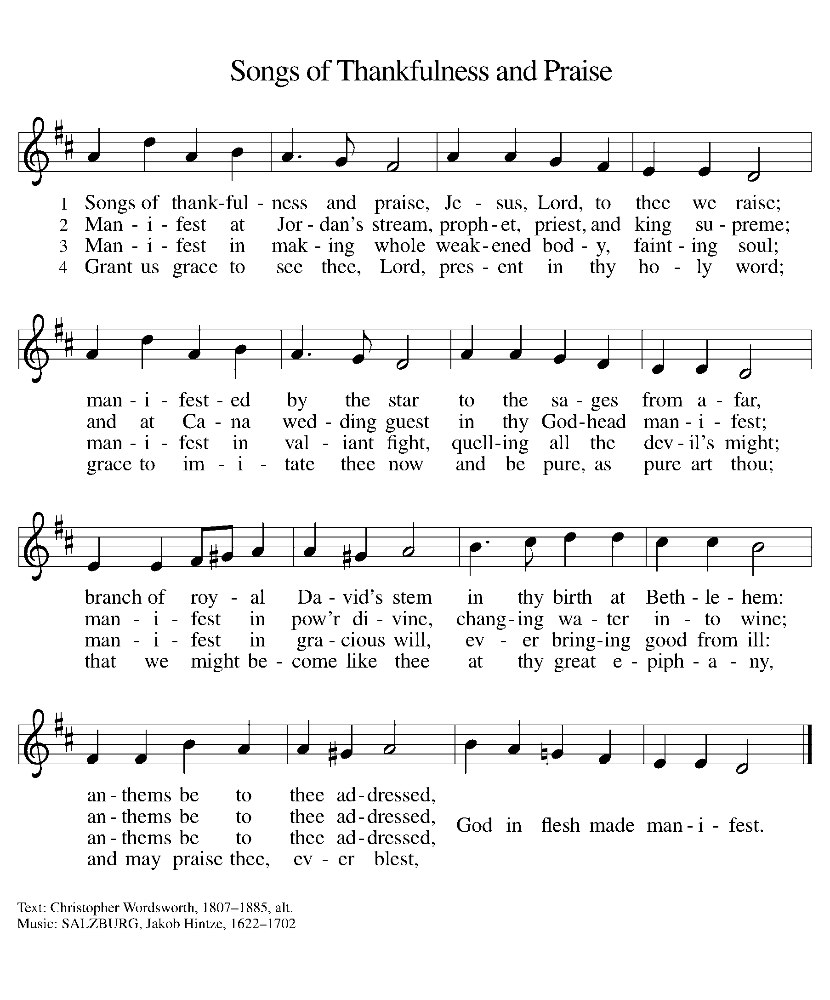 Songs of Thankfulness and Praise
1 Songs of thank-ful - ness and praise, Je - sus, Lord, to thee we raise;
2 Man - i - fest at Jor - dan's stream, proph - et, priest, and king su - preme;
3 Man - i - fest in mak - ing whole weak - ened bod - y, faint - ing soul;
4 Grant us grace to see thee, Lord, pres - ent in thy ho - ly word;
man - i - fest - ed by the star to the sa - ges from a - far,
and at Ca - na wed - ding guest in thy God - head man - i - fest;
man - i - fest in val - iant fight, quell - ing all the dev - il's might;
grace to im - i - tate thee now and be pure, as pure art thou;
branch of roy - al Da - vid's stem in thy birth at Beth - le - hem:
man - i - fest in pow'r di - vine, chang - ing wa - ter in - to wine;
man - i - fest in gra - cious will, ev - er bring - ing good from ill:
that we might be - come like thee at thy great e - piph - a - ny,
an - thems be to thee ad - dressed,
an - thems be to thee ad - dressed,
God in flesh made man - i - fest.
an - thems be to thee ad - dressed,
and may praise thee, ev - er blest,
Text: Christopher Wordsworth, 1807–1885, alt.
Music: SALZBURG, Jakob Hintze, 1622–1702